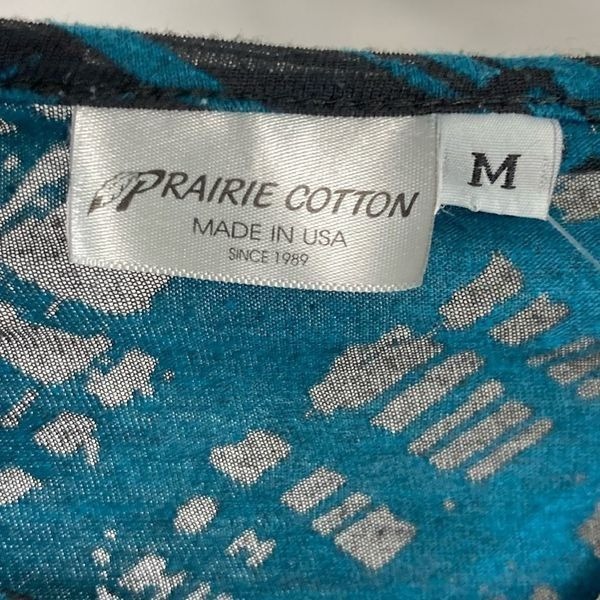 PRAIRIE COTTON
MADE IN USA
SINCE 1989
M